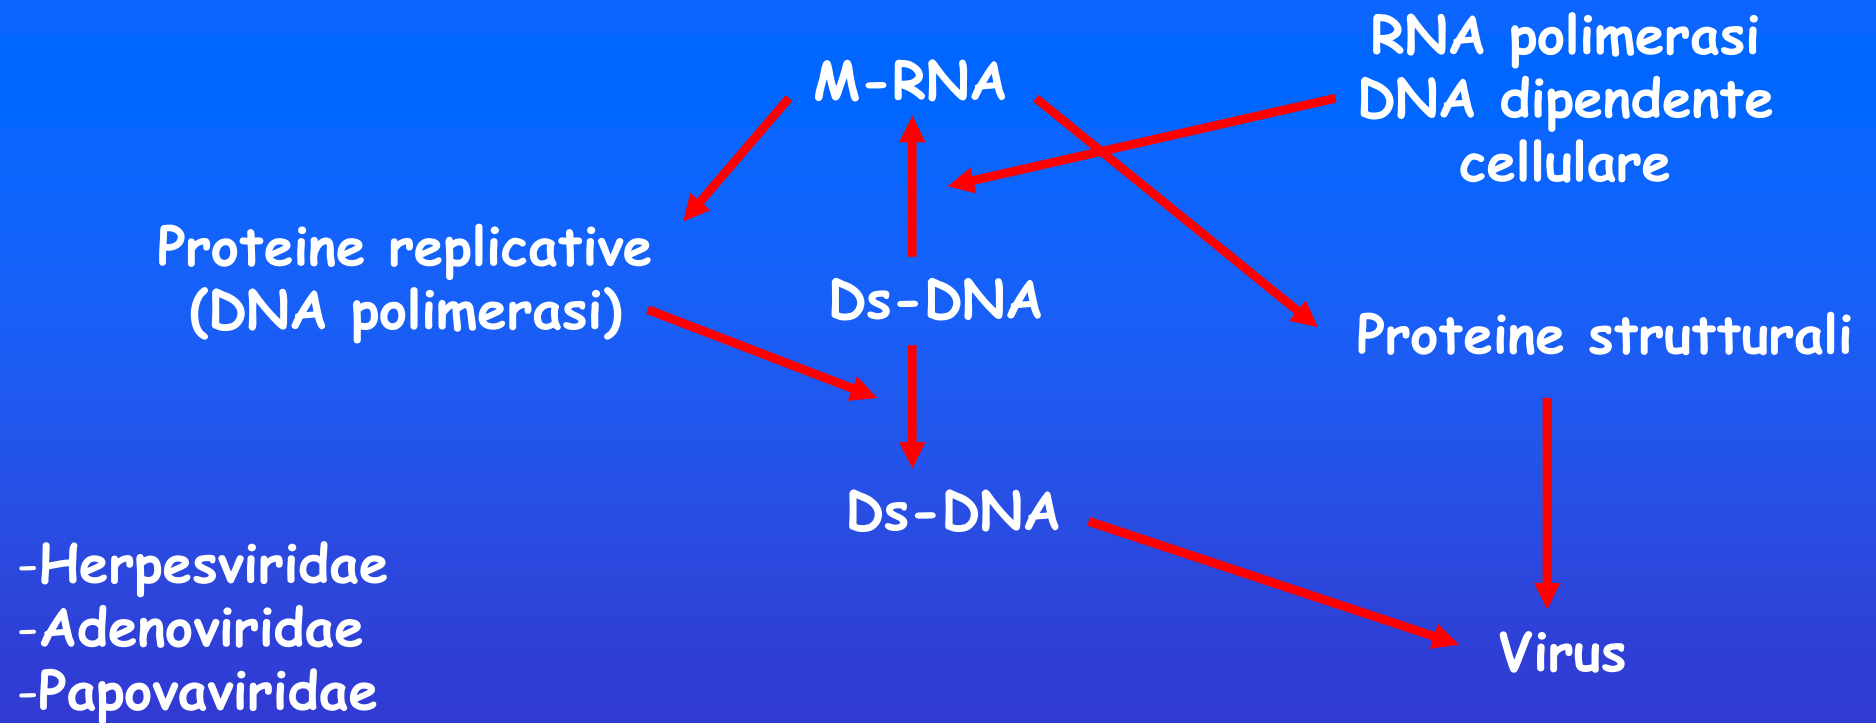 RNA polimerasi
DNA dipendente
cellulare
M-RNA
Proteine replicative
(DNA polimerasi)
Ds-DNA
Proteine strutturali
Ds-DNA
Virus
-Herpesviridae
-Adenoviridae
-Papovaviridae